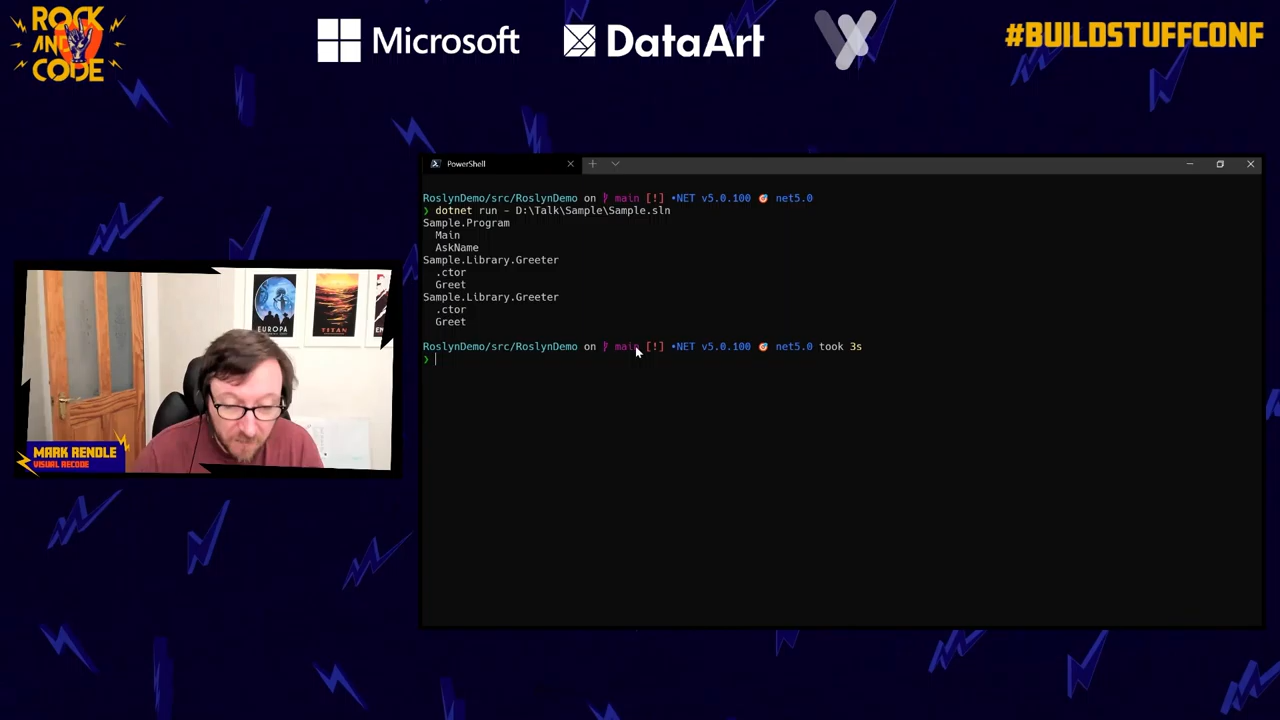 ROCK
AND
CODE
Microsoft
DataArt
#BUILDSTUFFCONF
PowerShell
RoslynDemo/src/RoslynDemo on main [!] •NET v5.0.100 net5.0
❯ dotnet run - D:\Talk\Sample\Sample.sln
Sample.Program
Main
AskName
Sample.Library.Greeter
.ctor
Greet
Sample.Library.Greeter
.ctor
Greet
RoslynDemo/src/RoslynDemo on main [!] •NET v5.0.100 net5.0 took 3s
❯
EUROPA
TITAN
MARK RENDLE
VISUAL RECODE